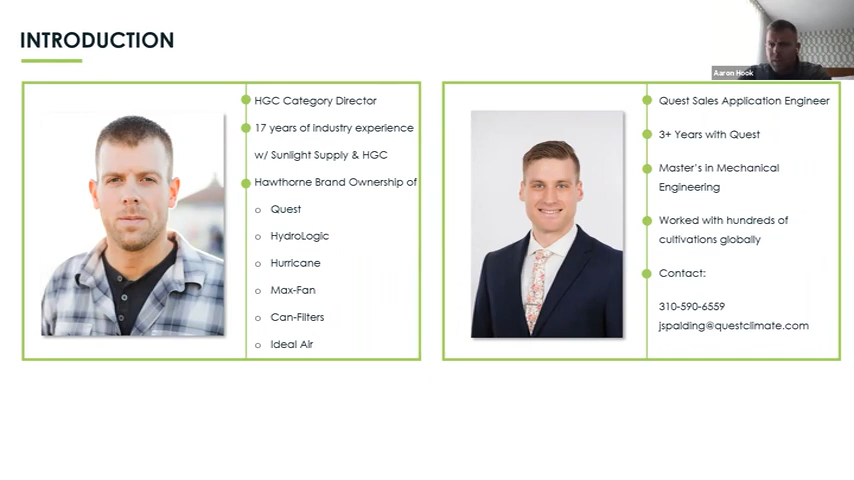 INTRODUCTION
Aaron Hook
HGC Category Director
17 years of industry experience
w/ Sunlight Supply & HGC
Hawthorne Brand Ownership of
o Quest
o HydroLogic
o Hurricane
o Max-Fan
o Can-Filters
o Ideal Air
Quest Sales Application Engineer
3+ Years with Quest
Master's in Mechanical
Engineering
Worked with hundreds of
cultivations globally
Contact:
310-590-6559
jspalding@questclimate.com